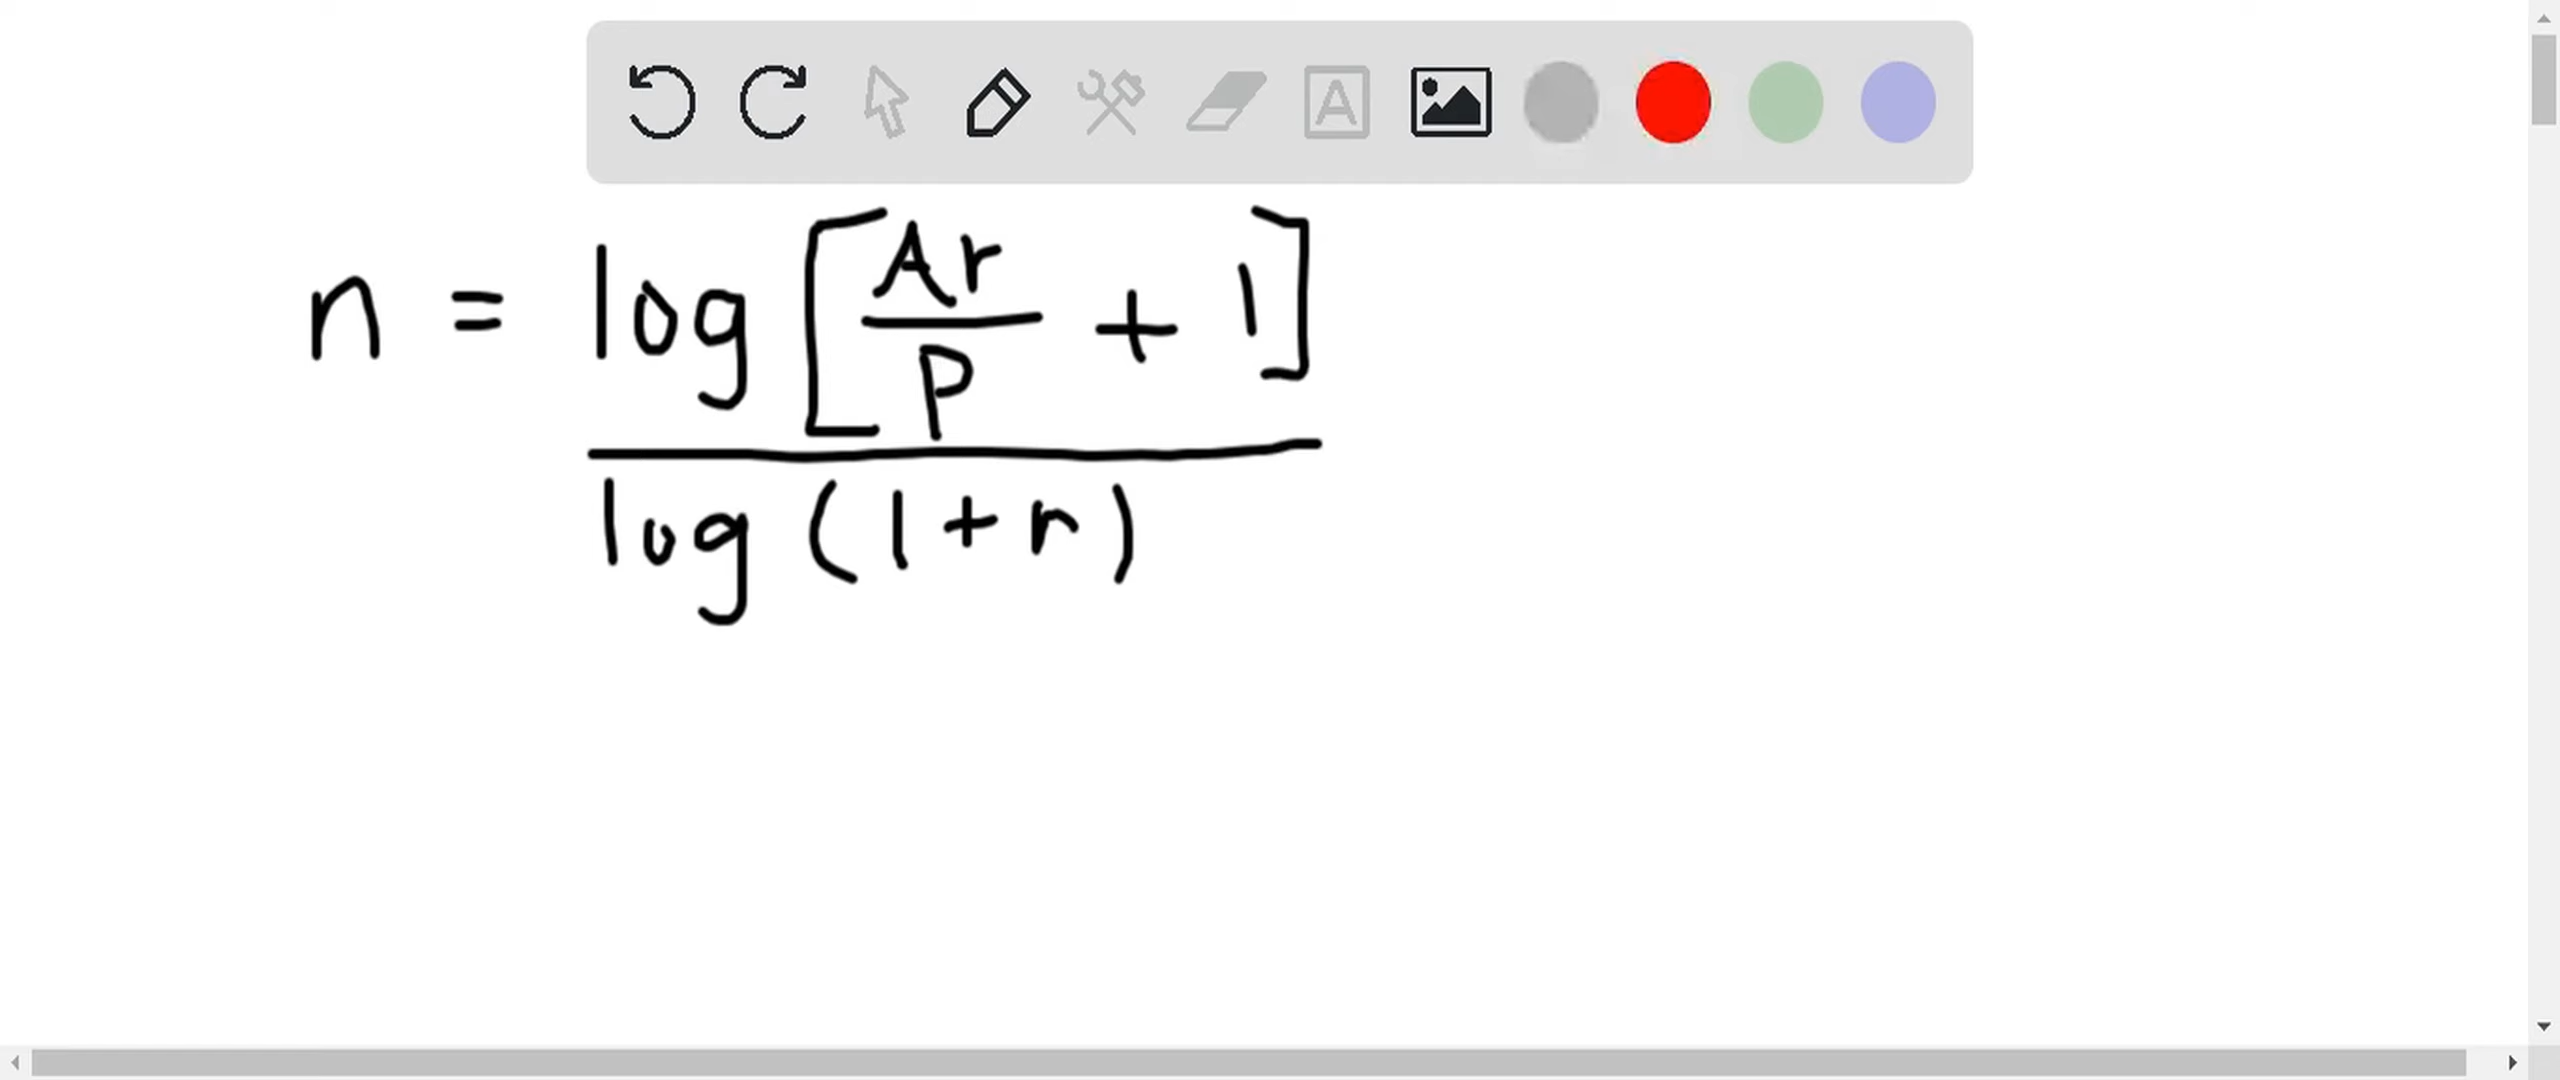 n = log [Ar/P + 1]
log (1 + r)
A